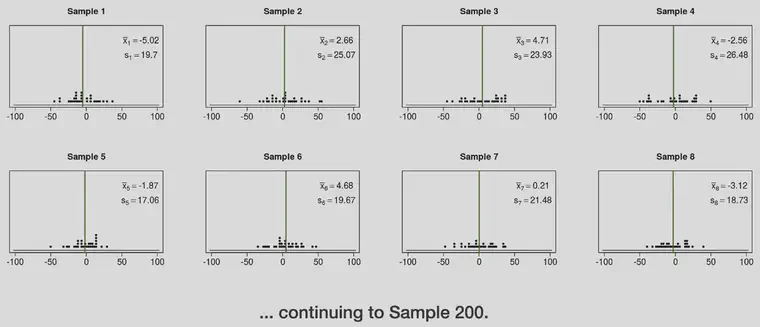 Sample 1 Sample 2 Sample 3 Sample 4
x̅1 = -5.02 x̅2 = 2.66 x̅3 = 4.71 x̅4 = -2.56
s1 = 19.7 s2 = 25.07 s3 = 23.93 s4 = 26.48
-100 -50 0 50 100 -100 -50 0 50 100 -100 -50 0 50 100 -100 -50 0 50 100
Sample 5 Sample 6 Sample 7 Sample 8
x̅5 = -1.87 x̅6 = 4.68 x̅7 = 0.21 x̅8 = -3.12
s5 = 17.06 s6 = 19.67 s7 = 21.48 s8 = 18.73
-100 -50 0 50 100 -100 -50 0 50 100 -100 -50 0 50 100 -100 -50 0 50 100
... continuing to Sample 200.